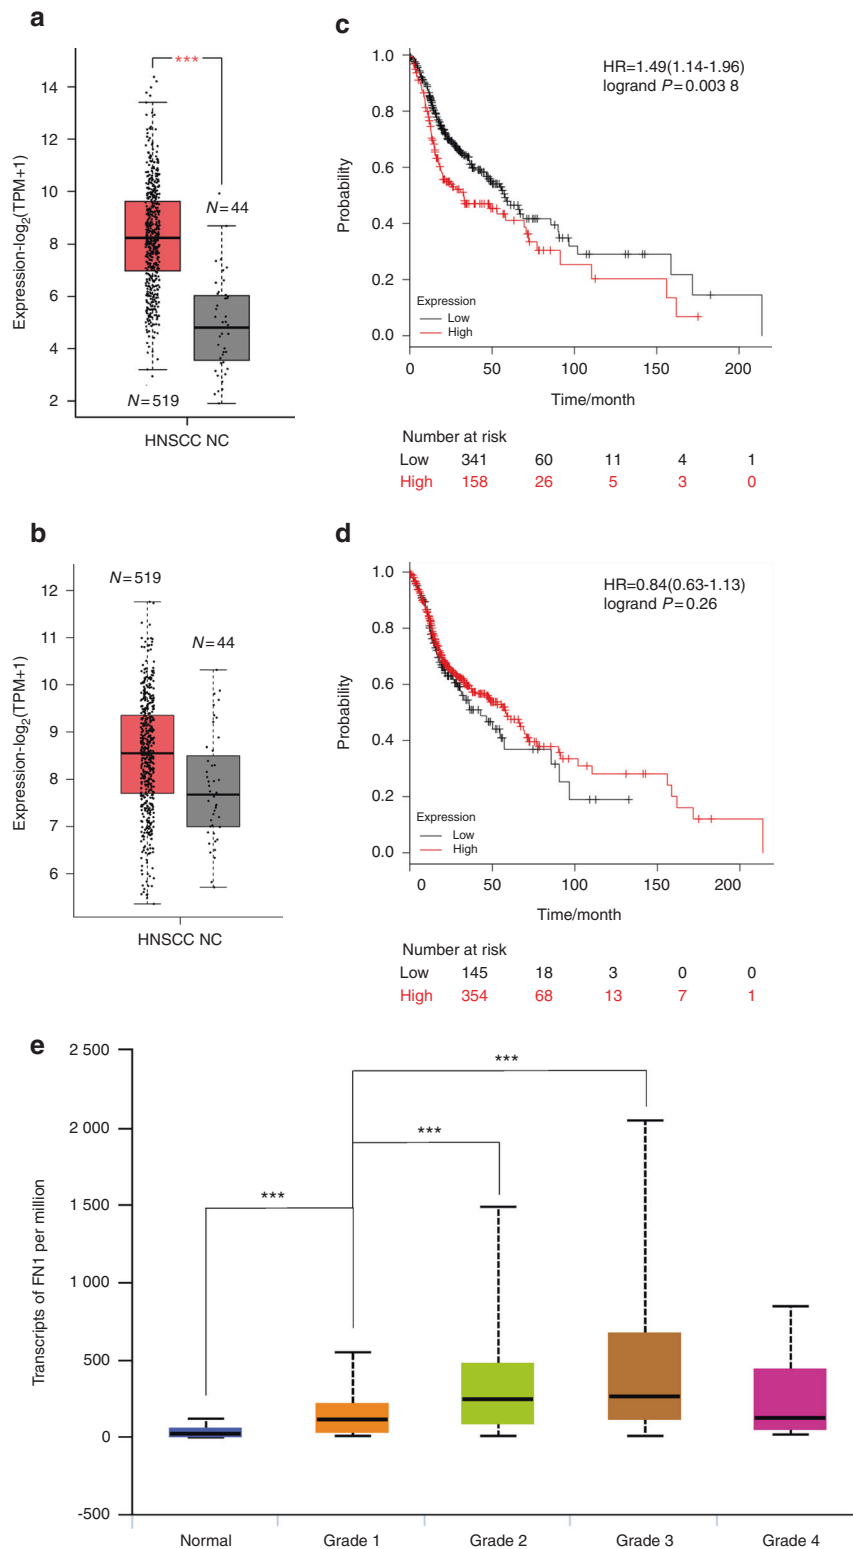 a
***
14
12
10
8
6
4
2
Expression-log2(TPM+1)
N=44
N=519
HNSCC NC
c
1.0
0.8
0.6
0.4
0.2
0.0
Probability
HR=1.49(1.14-1.96)
logrand P=0.003 8
Expression
Low
High
0 50 100 150 200
Time/month
Number at risk
Low 341 60 11 4 1
High 158 26 5 3 0
b
12
11
10
9
8
7
6
Expression-log2(TPM+1)
N=519
N=44
HNSCC NC
d
1.0
0.8
0.6
0.4
0.2
0.0
Probability
HR=0.84(0.63-1.13)
logrand P=0.26
Expression
Low
High
0 50 100 150 200
Time/month
Number at risk
Low 145 18 3 0 0
High 354 68 13 7 1
e
2 500
2 000
1 500
1 000
500
0
-500
Transcripts of FN1 per million
***
***
***
Normal Grade 1 Grade 2 Grade 3 Grade 4